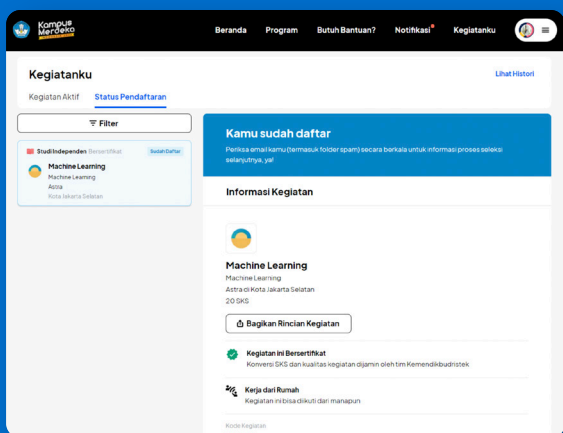 Kampus
Merdeka
Beranda
Program
Butuh Bantuan?
Notifikasi
Kegiatanku
Kegiatanku
Lihat Histori
Kegiatan Aktif
Status Pendaftaran
Filter
Studi Independen Bersertifikat
Sudah Daftar
Machine Learning
Machine Learning
Astra
Kota Jakarta Selatan
Kamu sudah daftar
Periksa email kamu (termasuk folder spam) secara berkala untuk informasi proses seleksi
selanjutnya, ya!
Informasi Kegiatan
Machine Learning
Machine Learning
Astra di Kota Jakarta Selatan
20 SKS
Bagikan Rincian Kegiatan
Kegiatan ini Bersertifikat
Konversi SKS dan kualitas kegiatan dijamin oleh tim Kemendikbudristek
Kerja dari Rumah
Kegiatan ini bisa diikuti dari manapun
Kode Kegiatan